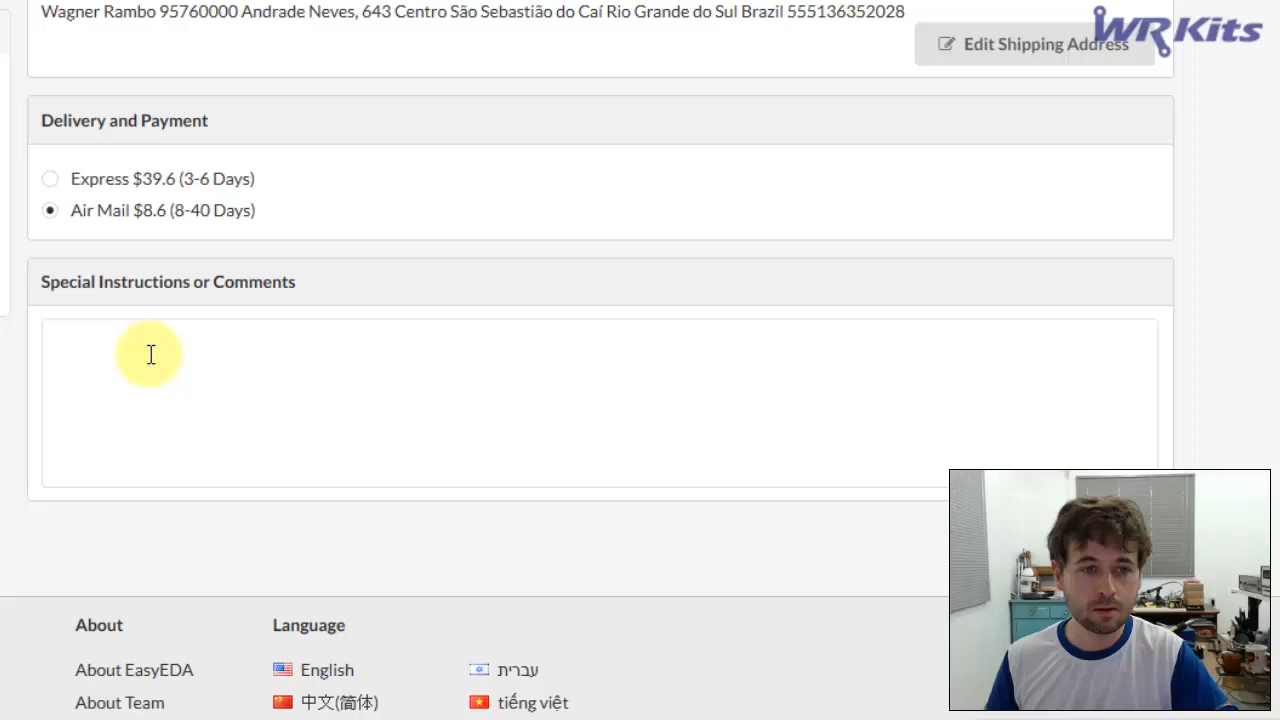 Wagner Rambo 95760000 Andrade Neves, 643 Centro São Sebastião do Caí Rio Grande do Sul Brazil 555136352028
WR Kits
Edit Shipping Address
Delivery and Payment
Express $39.6 (3-6 Days)
Air Mail $8.6 (8-40 Days)
Special Instructions or Comments
About
Language
About EasyEDA
English
עברית
About Team
中文(简体)
tiếng việt